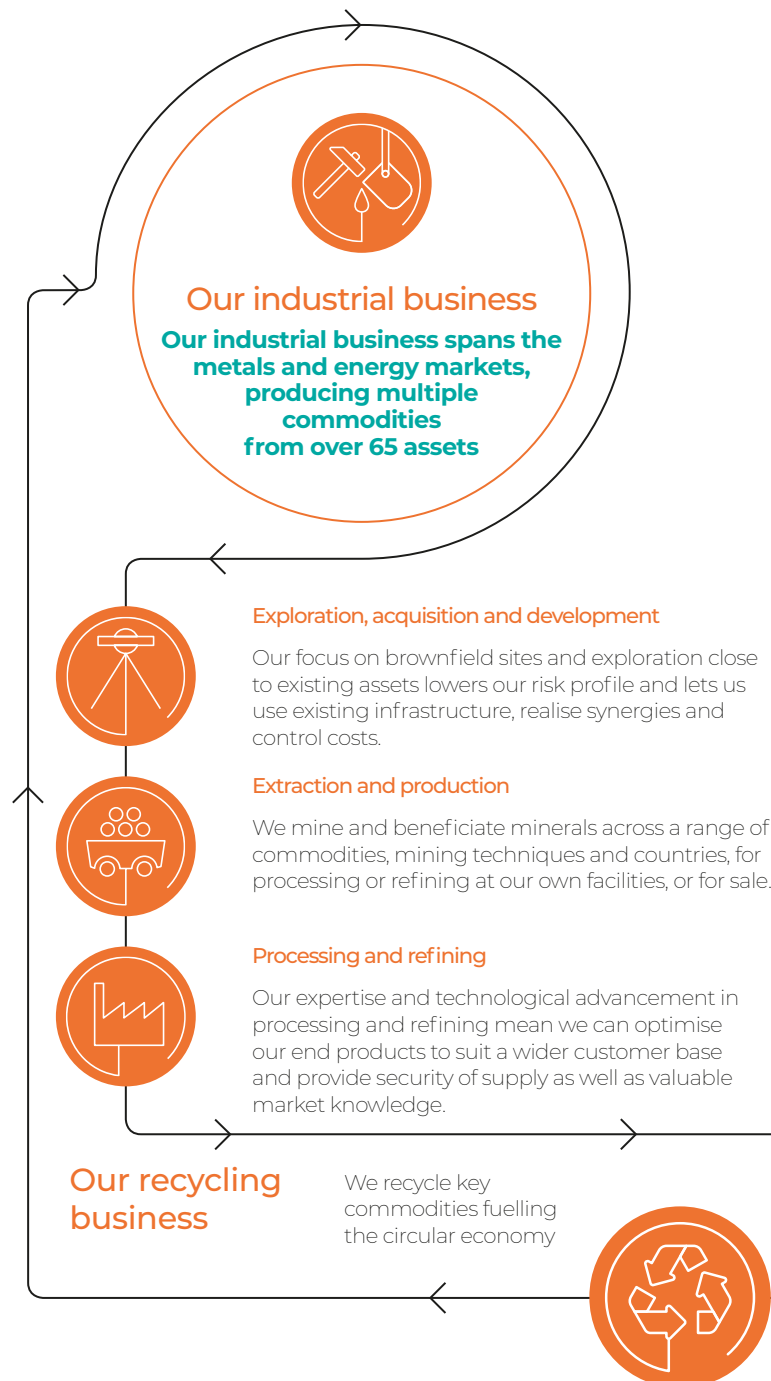 Our industrial business
Our industrial business spans the
metals and energy markets,
producing multiple
commodities
from over 65 assets
Exploration, acquisition and development
Our focus on brownfield sites and exploration close
to existing assets lowers our risk profile and lets us
use existing infrastructure, realise synergies and
control costs.
Extraction and production
We mine and beneficiate minerals across a range of
commodities, mining techniques and countries, for
processing or refining at our own facilities, or for sale.
Processing and refining
Our expertise and technological advancement in
processing and refining mean we can optimise
our end products to suit a wider customer base
and provide security of supply as well as valuable
market knowledge.
Our recycling
business
We recycle key
commodities fuelling
the circular economy